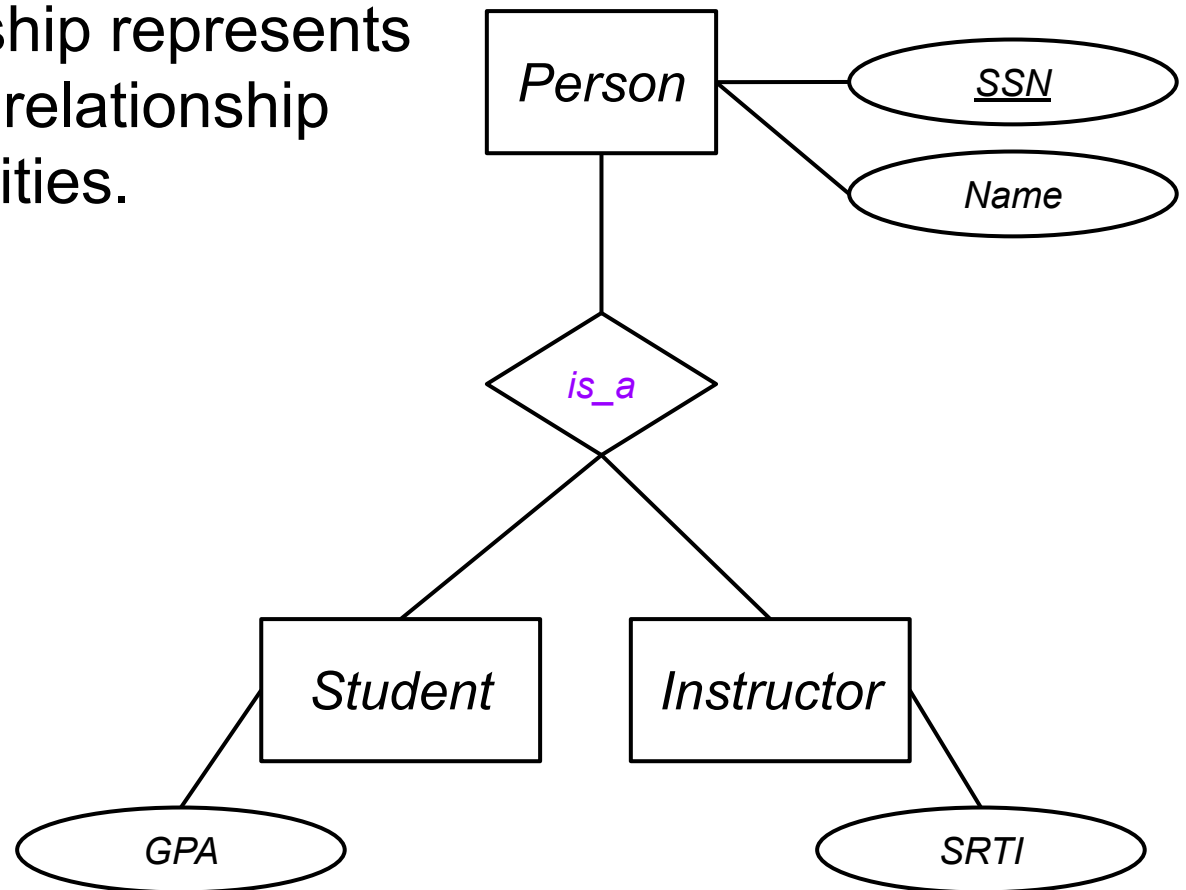 ship represents
relationship
ities.
Person
SSN
Name
is_a
Student
Instructor
GPA
SRTI